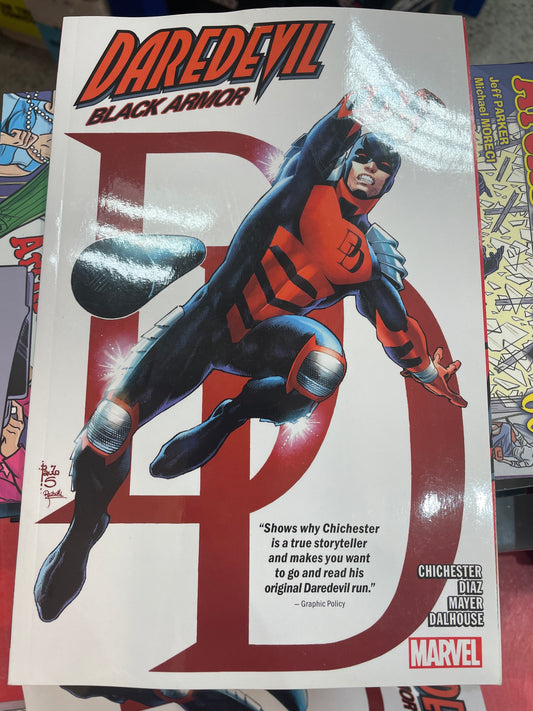 DAREDEVIL
BLACK ARMOR
DD
“Shows why Chichester
is a true storyteller
and makes you want
to go and read his
original Daredevil run.”
— Graphic Policy
CHICHESTER
DIAZ
MAYER
DALHOUSE
MARVEL
Jeff PARKER
Michael MORECI